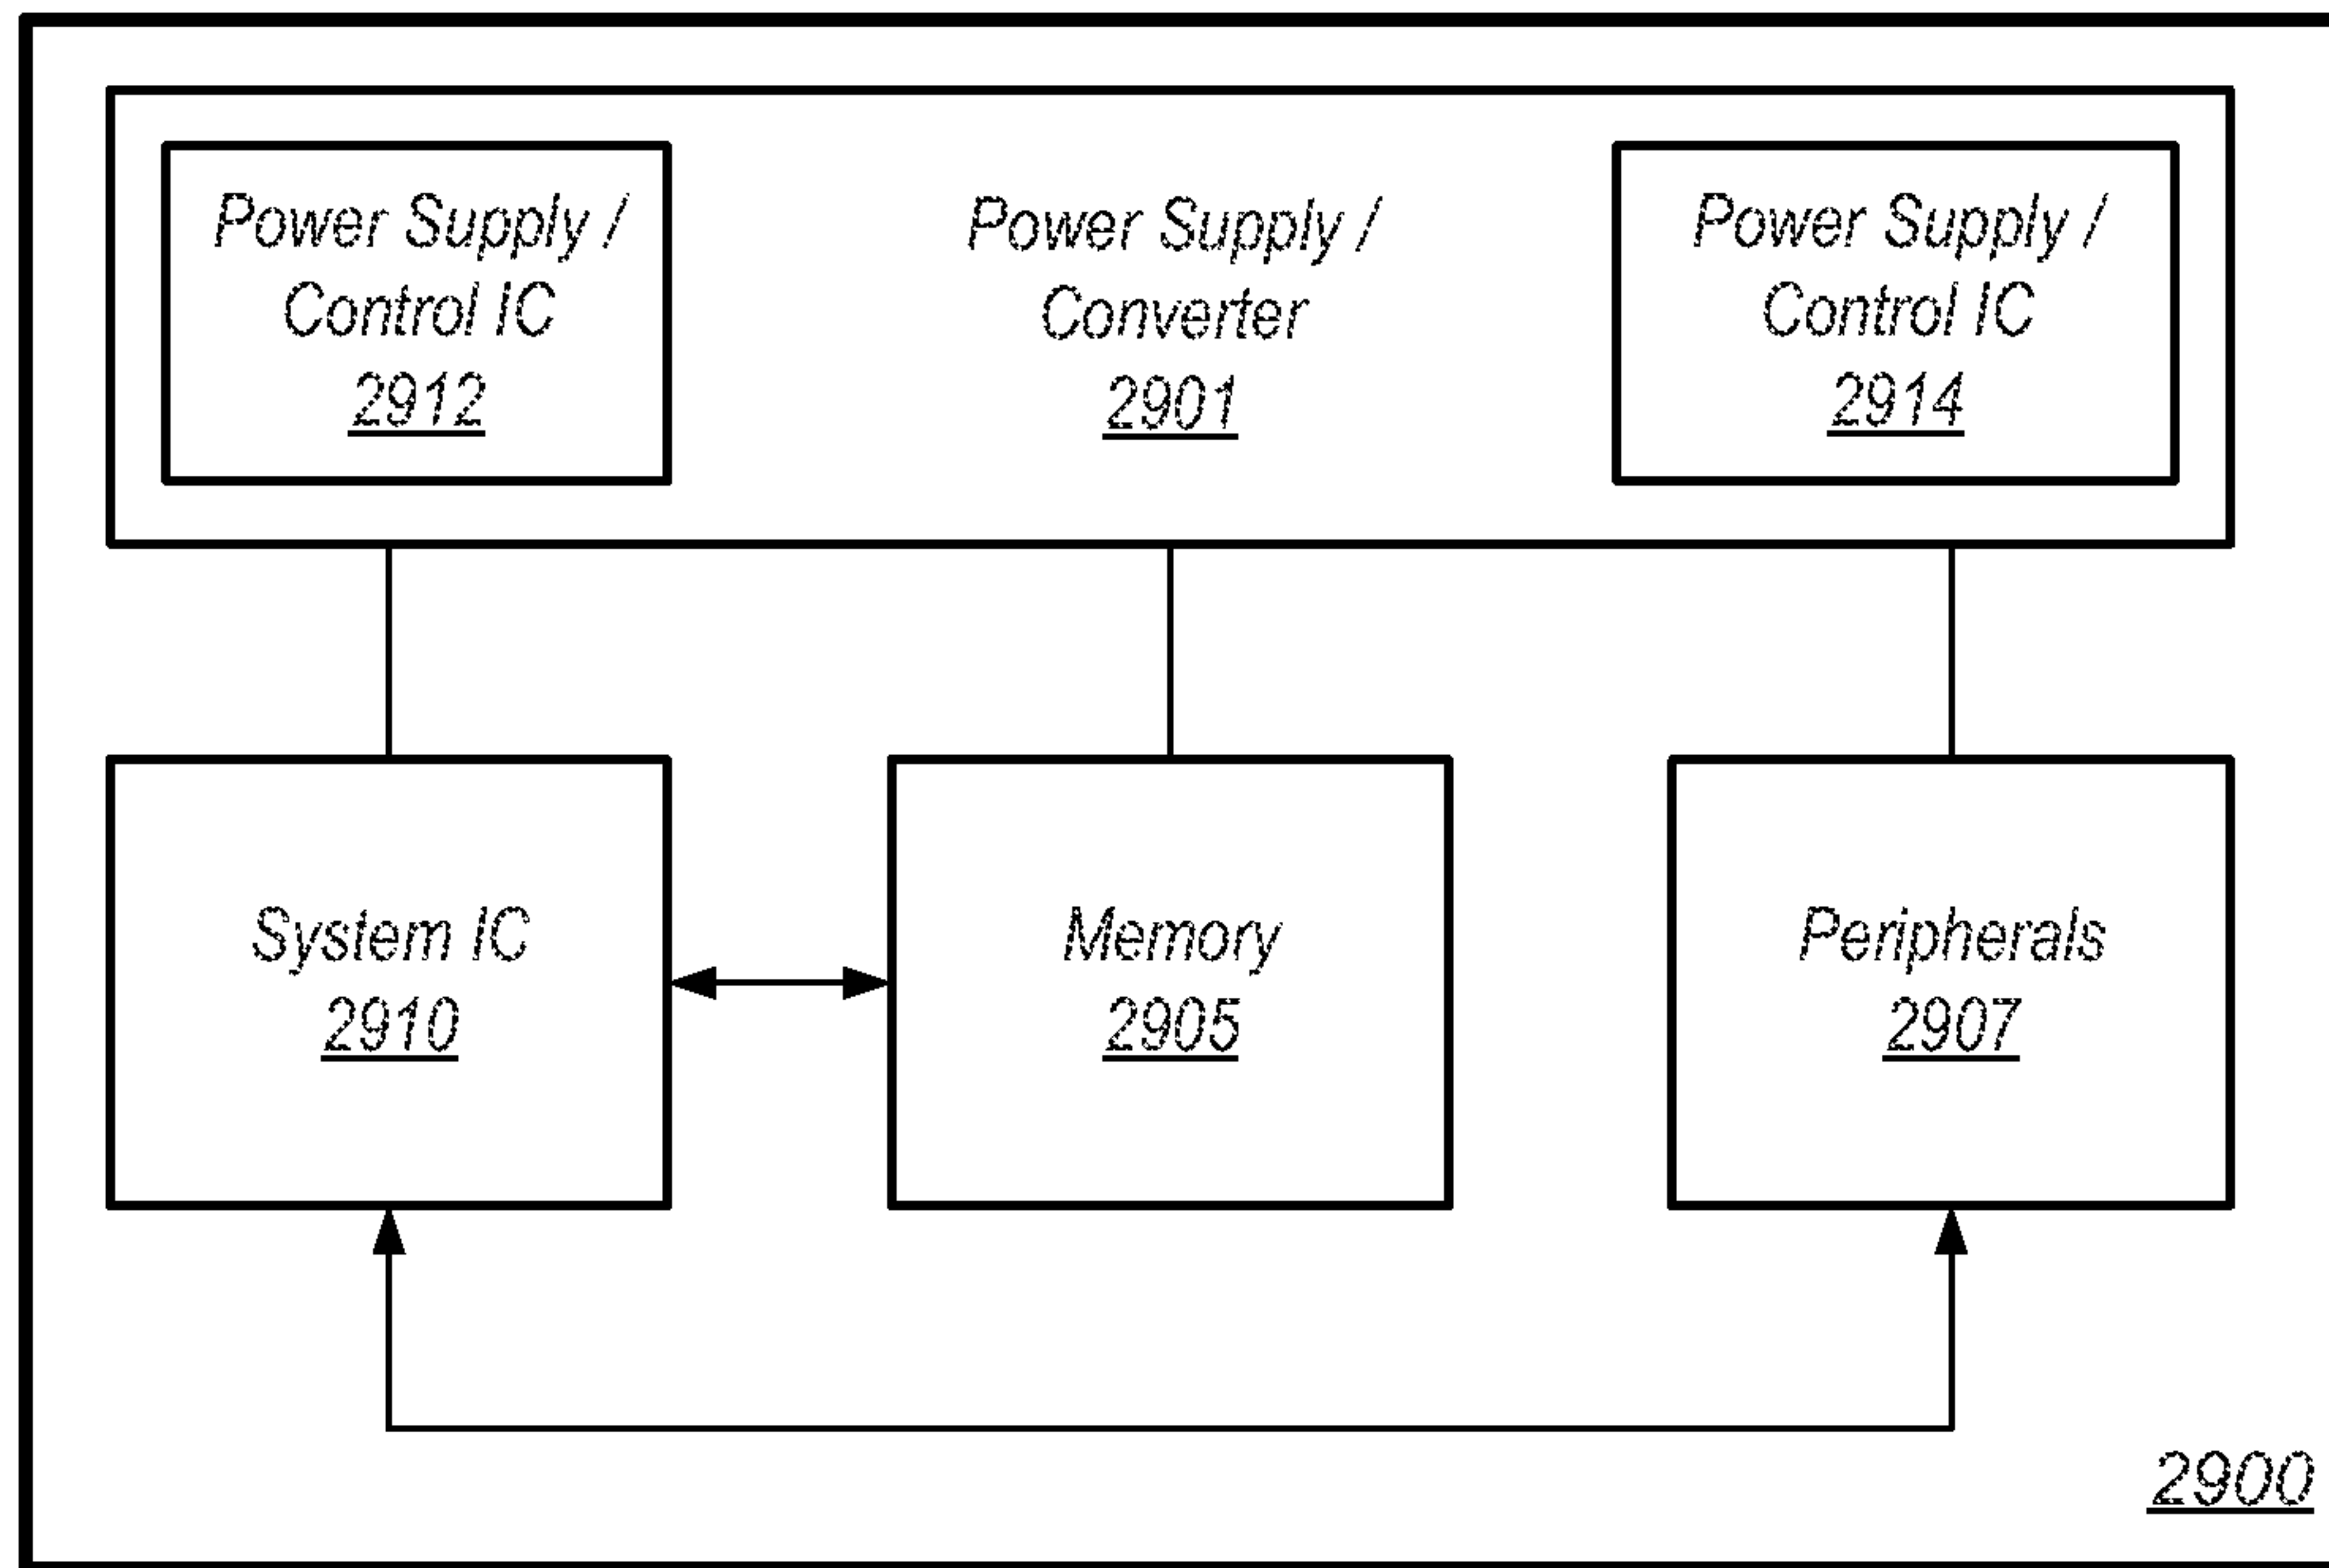 Power Supply /
Control IC
2912
Power Supply /
Converter
2901
Power Supply /
Control IC
2914
System IC
2910
Memory
2905
Peripherals
2907
2900